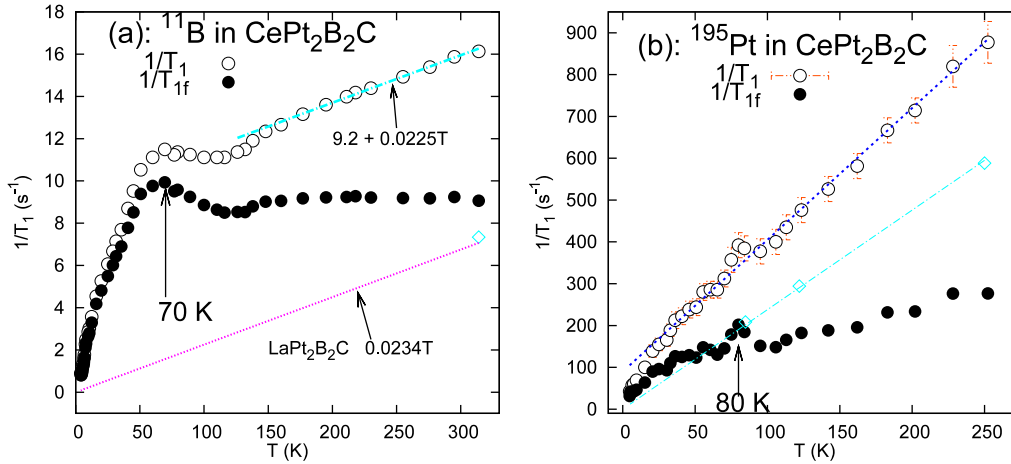 (a): ¹¹B in CePt₂B₂C
1/T₁
1/T₁f
18
16
14
12
10
8
6
4
2
0
1/T₁ (s⁻¹)
9.2 + 0.0225T
70 K
LaPt₂B₂C 0.0234T
0 50 100 150 200 250 300
T (K)
(b): ¹⁹⁵Pt in CePt₂B₂C
1/T₁
1/T₁f
900
800
700
600
500
400
300
200
100
0
1/T₁ (s⁻¹)
80 K
0 50 100 150 200 250
T (K)